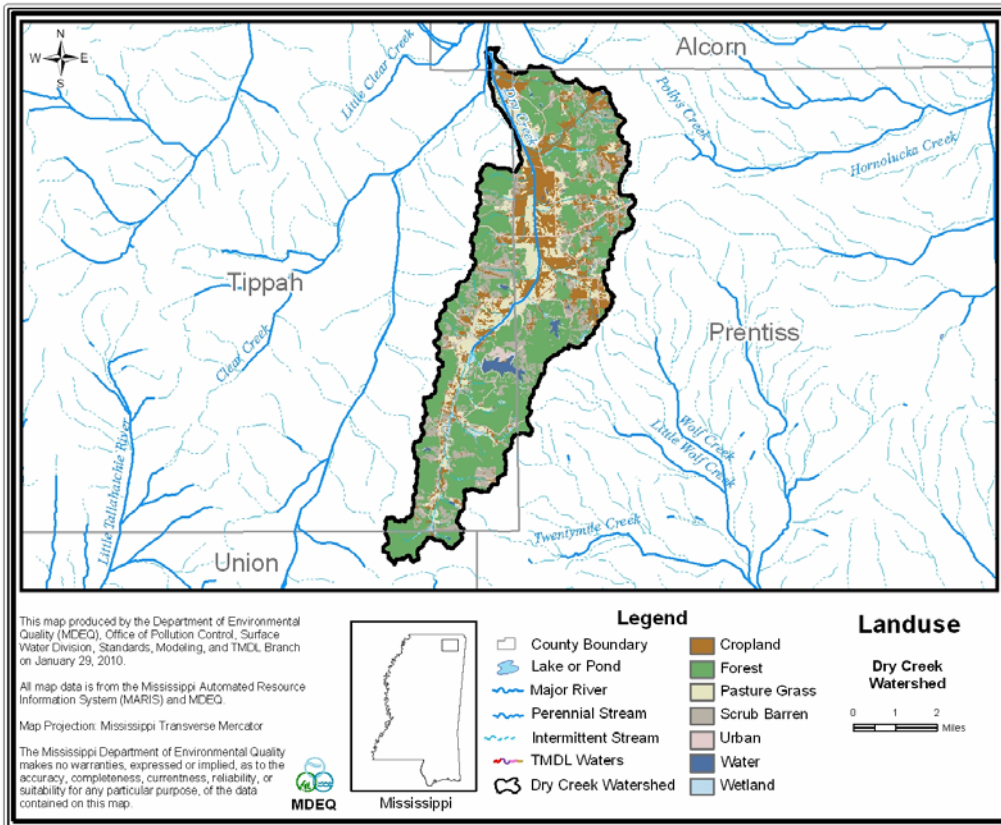 N
W E
S
Alcorn
Little Clear Creek
Dry Creek
Pollys Creek
Hornolucka Creek
Tippah
Prentiss
Clear Creek
Little Tallahatchie River
Wolf Creek
Little Wolf Creek
Twentymile Creek
Union
This map produced by the Department of Environmental
Quality (MDEQ), Office of Pollution Control, Surface
Water Division, Standards, Modeling, and TMDL Branch
on January 29, 2010.
All map data is from the Mississippi Automated Resource
Information System (MARIS) and MDEQ.
Map Projection: Mississippi Transverse Mercator
The Mississippi Department of Environmental Quality
makes no warranties, expressed or implied, as to the
accuracy, completeness, currentness, reliability, or
suitability for any particular purpose, of the data
contained on this map.
MDEQ
Mississippi
Legend
County Boundary
Lake or Pond
Major River
Perennial Stream
Intermittent Stream
TMDL Waters
Dry Creek Watershed
Cropland
Forest
Pasture Grass
Scrub Barren
Urban
Water
Wetland
Landuse
Dry Creek
Watershed
0 1 2
Miles